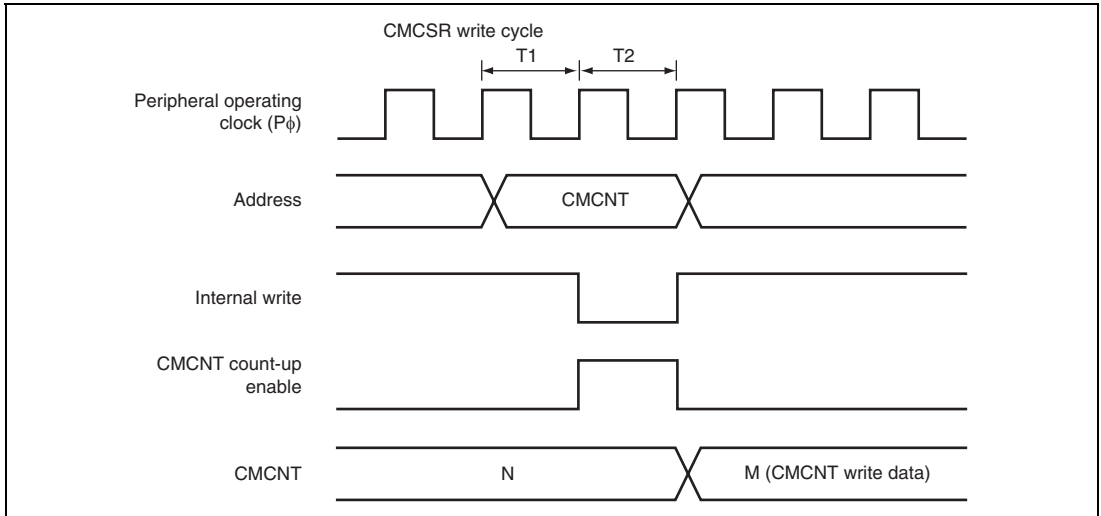 CMCSR write cycle
T1 T2
Peripheral operating
clock (Pφ)
Address
CMCNT
Internal write
CMCNT count-up
enable
CMCNT
N
M (CMCNT write data)